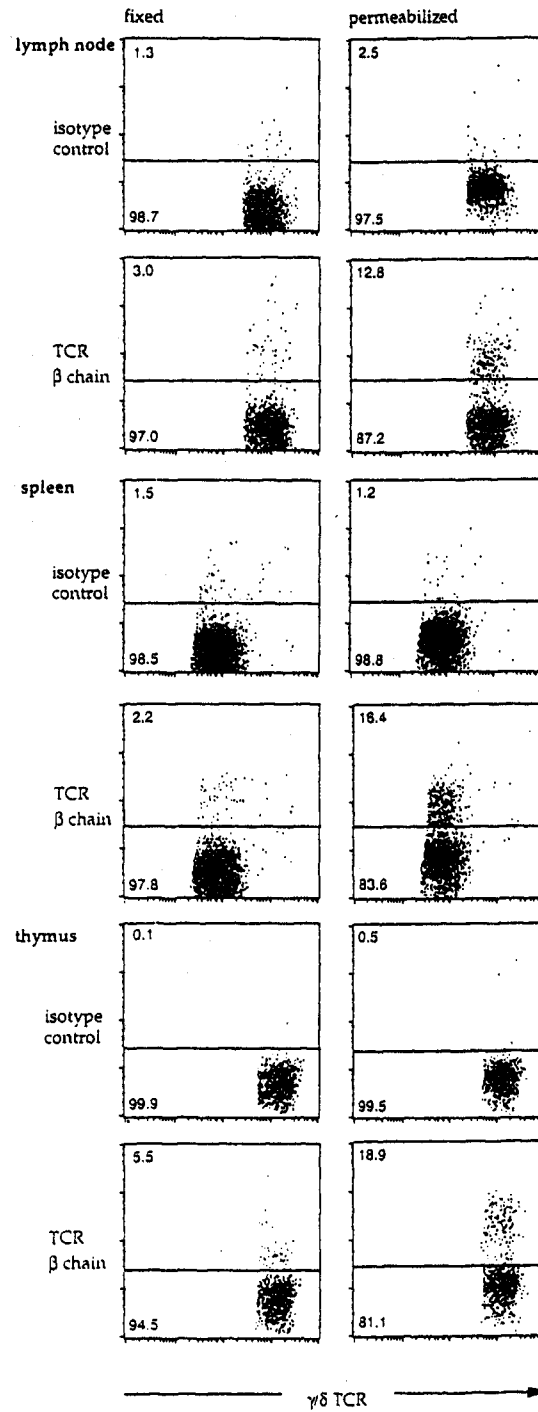 fixed permeabilized
lymph node
1.3 2.5
isotype
control
98.7 97.5
3.0 12.8
TCR
β chain
97.0 87.2
spleen
1.5 1.2
isotype
control
98.5 98.8
2.2 16.4
TCR
β chain
97.8 83.6
thymus
0.1 0.5
isotype
control
99.9 99.5
5.5 18.9
TCR
β chain
94.5 81.1
γ/δ TCR